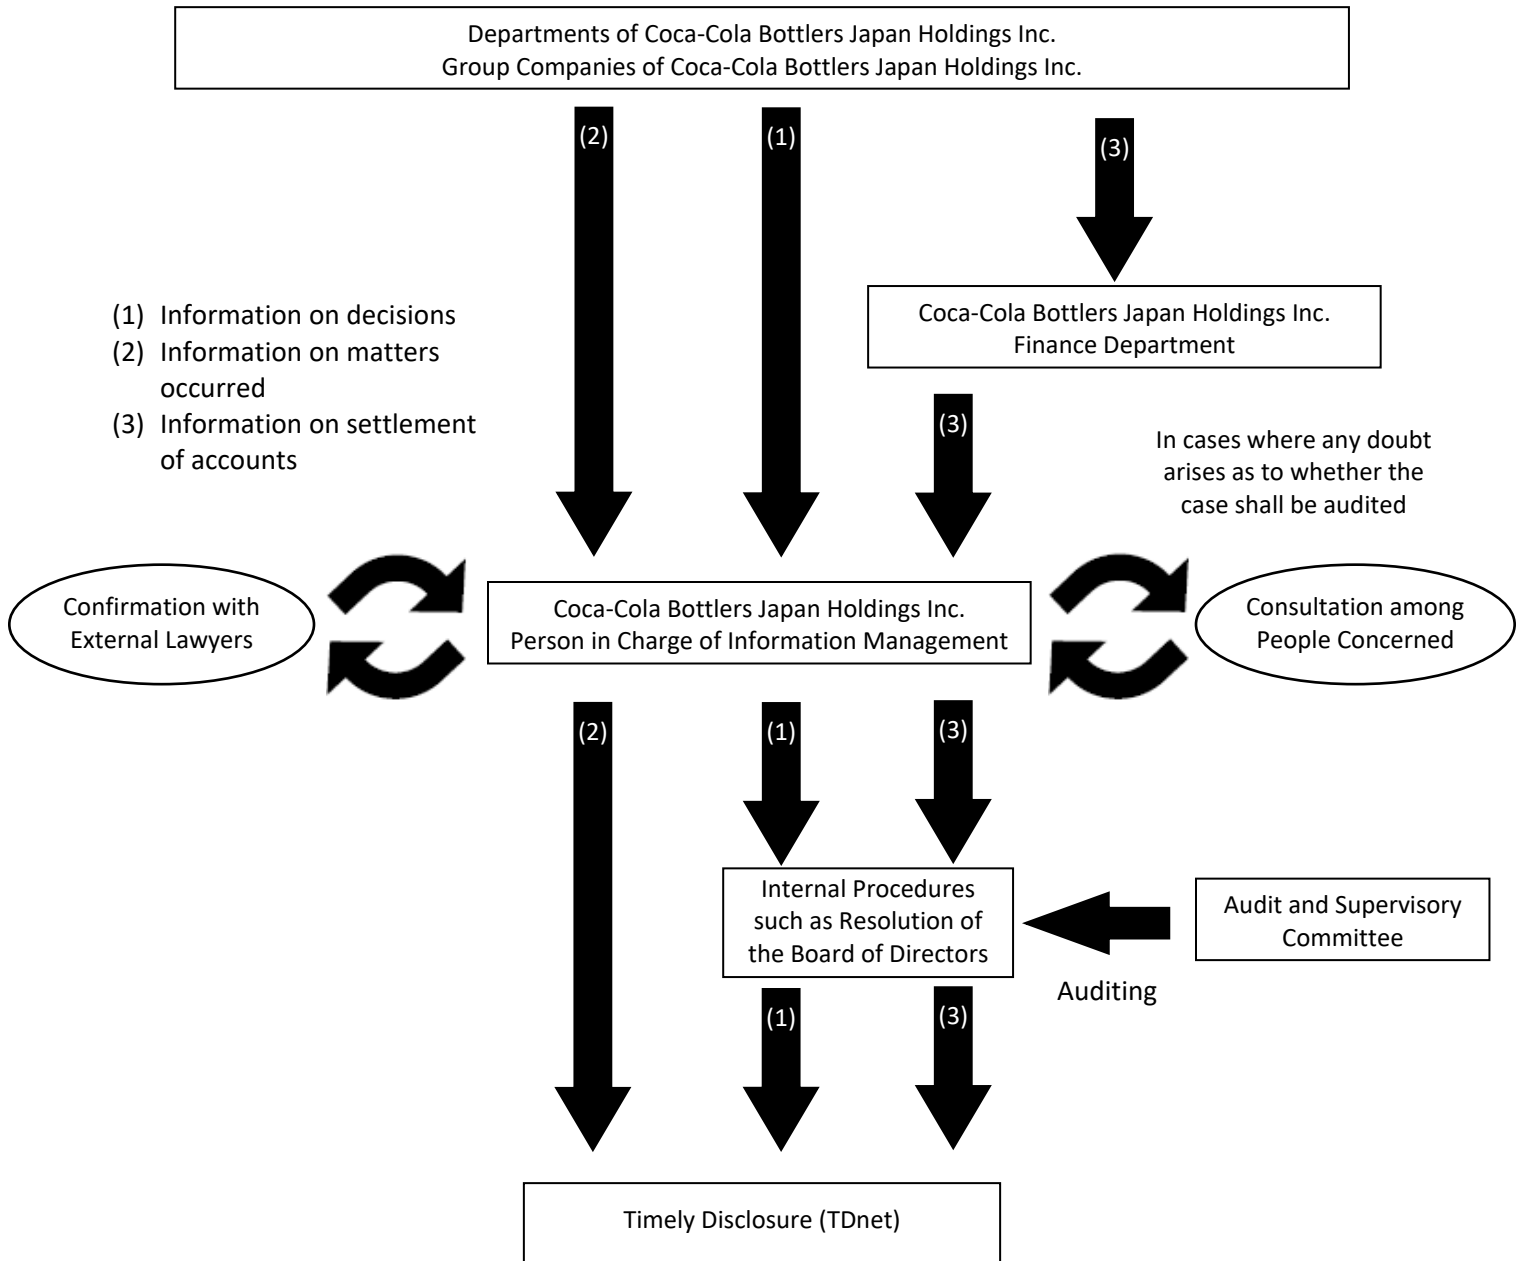 Departments of Coca-Cola Bottlers Japan Holdings Inc.
Group Companies of Coca-Cola Bottlers Japan Holdings Inc.
(2)
(1)
(3)
(1) Information on decisions
(2) Information on matters
occurred
(3) Information on settlement
of accounts
Coca-Cola Bottlers Japan Holdings Inc.
Finance Department
(3)
In cases where any doubt
arises as to whether the
case shall be audited
Confirmation with
External Lawyers
Coca-Cola Bottlers Japan Holdings Inc.
Person in Charge of Information Management
Consultation among
People Concerned
(2)
(1)
(3)
Internal Procedures
such as Resolution of
the Board of Directors
Audit and Supervisory
Committee
Auditing
(1)
(3)
Timely Disclosure (TDnet)